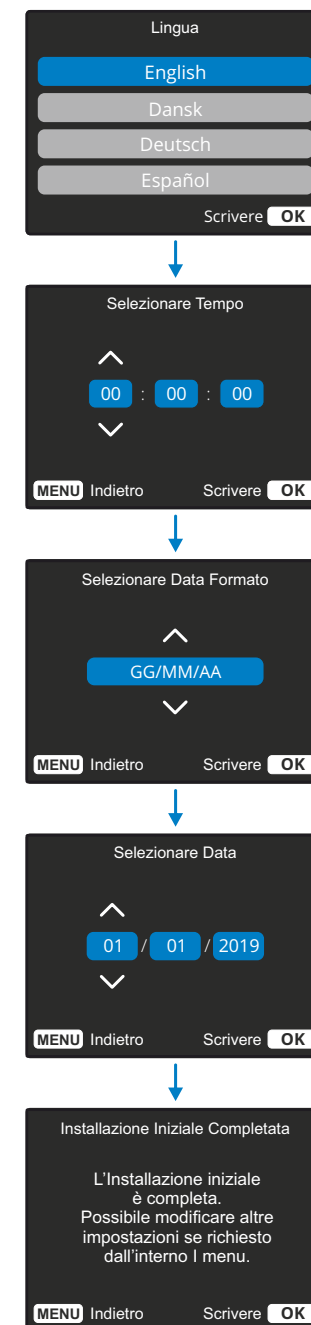 Lingua
English
Dansk
Deutsch
Español
Scrivere OK
Selezionare Tempo
00 : 00 : 00
MENU Indietro Scrivere OK
Selezionare Data Formato
GG/MM/AA
MENU Indietro Scrivere OK
Selezionare Data
01 / 01 / 2019
MENU Indietro Scrivere OK
Installazione Iniziale Completata
L'Installazione iniziale
è completa.
Possibile modificare altre
impostazioni se richiesto
dall'interno I menu.
MENU Indietro Scrivere OK